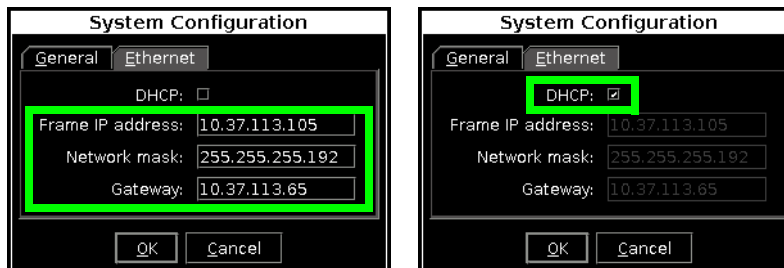 System Configuration
General Ethernet
DHCP:
Frame IP address: 10.37.113.105
Network mask: 255.255.255.192
Gateway: 10.37.113.65
OK Cancel
System Configuration
General Ethernet
DHCP:
Frame IP address: 10.37.113.105
Network mask: 255.255.255.192
Gateway: 10.37.113.65
OK Cancel